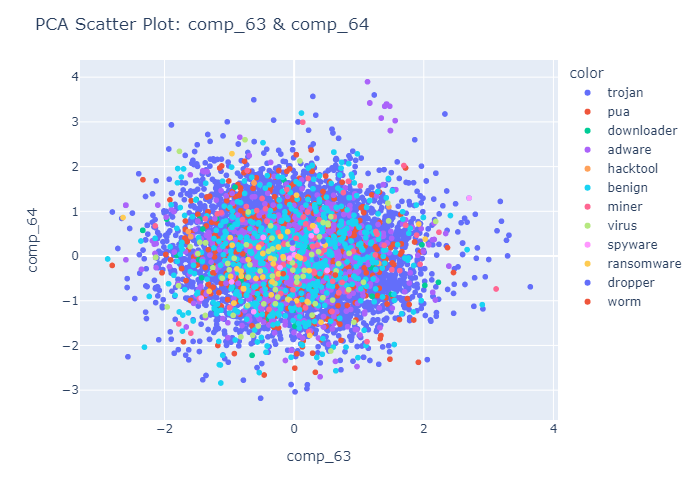 PCA Scatter Plot: comp_63 & comp_64
color
trojan
pua
downloader
adware
hacktool
benign
miner
virus
spyware
ransomware
dropper
worm
comp_64
4
3
2
1
0
−1
−2
−3
−2
0
2
4
comp_63